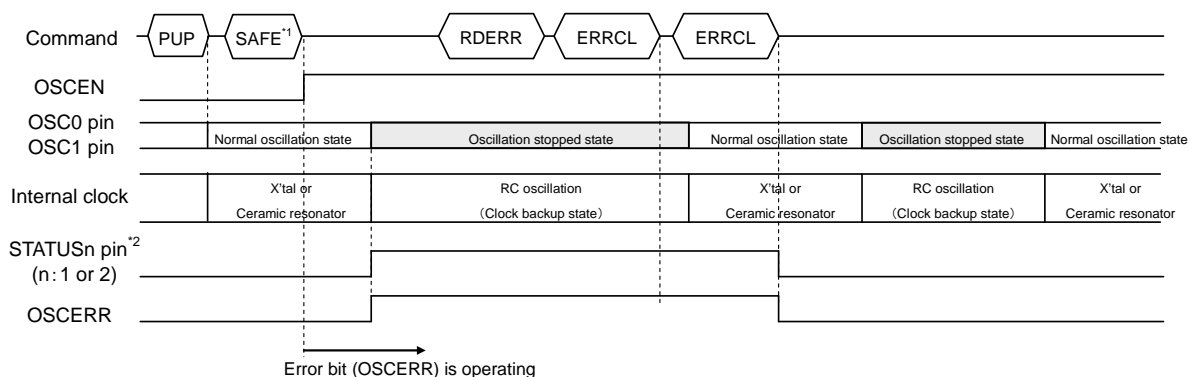 Command PUP SAFE*1 RDERR ERRCL ERRCL
OSCEN
OSC0 pin
OSC1 pin
Normal oscillation state Oscillation stopped state Normal oscillation state Oscillation stopped state Normal oscillation state
Internal clock
X'tal or RC oscillation X'tal or RC oscillation X'tal or
Ceramic resonator (Clock backup state) Ceramic resonator (Clock backup state) Ceramic resonator
STATUSn pin*2
(n:1 or 2)
OSCERR
Error bit (OSCERR) is operating